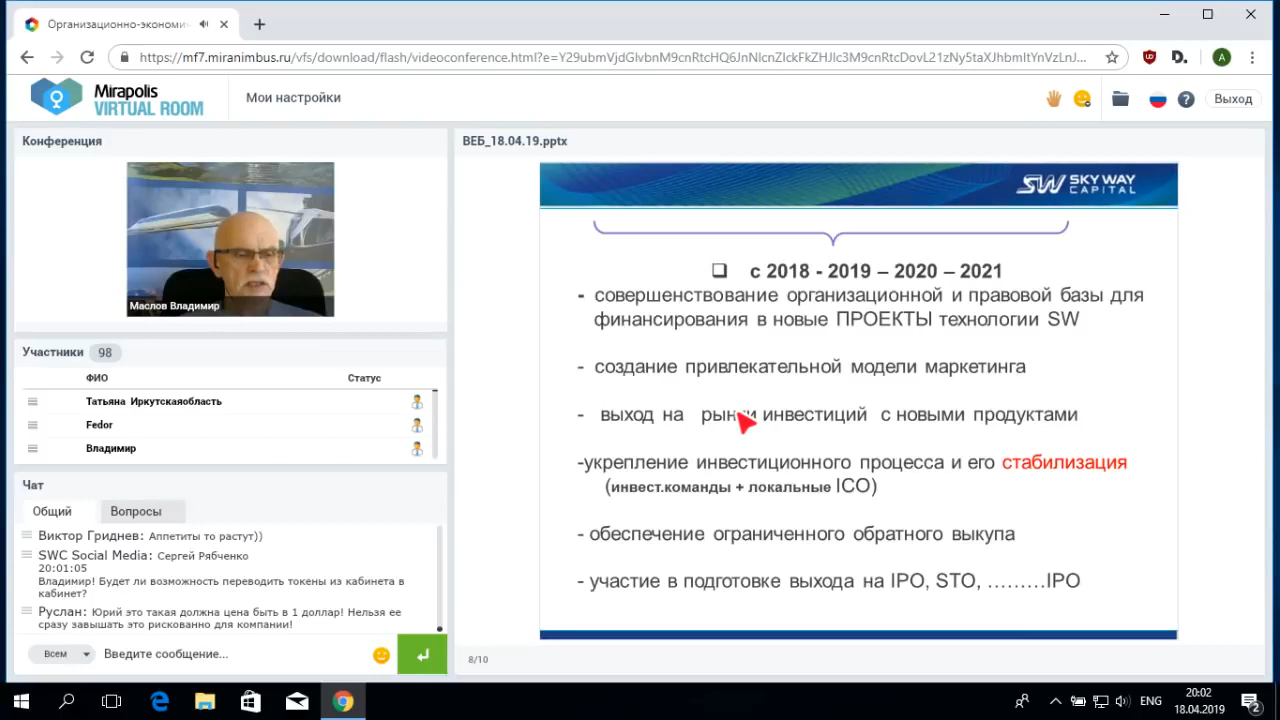 Организационно-экономи
https://mf7.miranimbus.ru/vfs/download/flash/videoconference.html?e=Y29ubmVjdGlvbnM9cnRtcHQ6JnNlcnZlckFkZHJlc3M9cnRtcDovL21zNy5taXJhbmltYnVzLnJ...
A
Mirapolis
VIRTUAL ROOM
Мои настройки
Выход
Конференция
Маслов Владимир
Участники 98
ФИО Статус
Татьяна Иркутскаяобласть
Fedor
Владимир
Чат
Общий Вопросы
Виктор Гриднев: Аппетиты то растут))
SWC Social Media: Сергей Рябченко
20:01:05
Владимир! Будет ли возможность переводить токены из кабинета в
кабинет?
Руслан: Юрий это такая должна цена быть в 1 доллар! Нельзя ее
сразу завышать это рискованно для компании!
Всем Введите сообщение...
ВЕБ_18.04.19.pptx
SW SKY WAY
CAPITAL
с 2018 - 2019 – 2020 – 2021
- совершенствование организационной и правовой базы для
финансирования в новые ПРОЕКТЫ технологии SW
- создание привлекательной модели маркетинга
- выход на рынки инвестиций с новыми продуктами
-укрепление инвестиционного процесса и его стабилизация
(инвест.команды + локальные ICO)
- обеспечение ограниченного обратного выкупа
- участие в подготовке выхода на IPO, STO, ………IPO
8/10
ENG
20:02
18.04.2019
2